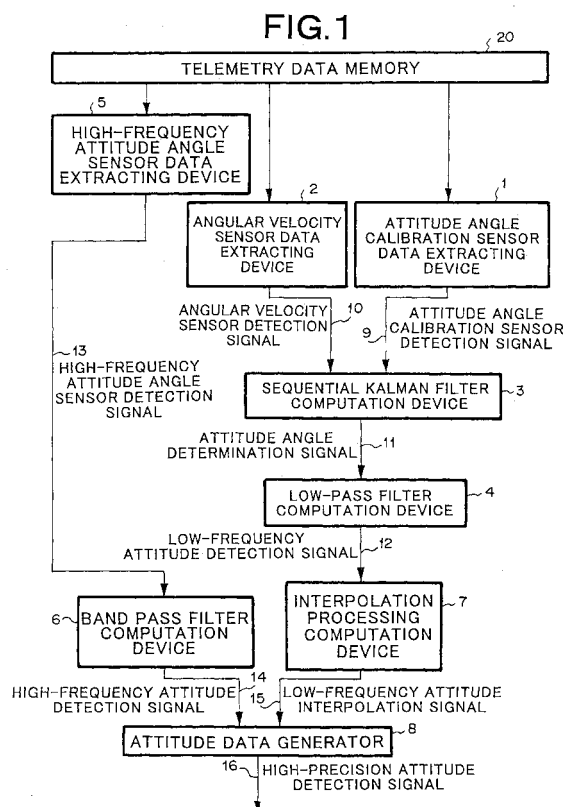 FIG.1
20
TELEMETRY DATA MEMORY
5
HIGH-FREQUENCY
ATTITUDE ANGLE
SENSOR DATA
EXTRACTING DEVICE
2
ANGULAR VELOCITY
SENSOR DATA
EXTRACTING
DEVICE
1
ATTITUDE ANGLE
CALIBRATION SENSOR
DATA EXTRACTING
DEVICE
ANGULAR VELOCITY
SENSOR DETECTION
SIGNAL
10
9
ATTITUDE ANGLE
CALIBRATION SENSOR
DETECTION SIGNAL
13
HIGH-FREQUENCY
ATTITUDE ANGLE
SENSOR DETECTION
SIGNAL
SEQUENTIAL KALMAN FILTER
COMPUTATION DEVICE
3
ATTITUDE ANGLE
DETERMINATION SIGNAL
11
LOW-PASS FILTER
COMPUTATION DEVICE
4
LOW-FREQUENCY
ATTITUDE DETECTION SIGNAL
12
6
BAND PASS FILTER
COMPUTATION
DEVICE
INTERPOLATION
PROCESSING
COMPUTATION
DEVICE
7
HIGH-FREQUENCY ATTITUDE
DETECTION SIGNAL
14
15
LOW-FREQUENCY ATTITUDE
INTERPOLATION SIGNAL
ATTITUDE DATA GENERATOR
8
16
HIGH-PRECISION ATTITUDE
DETECTION SIGNAL